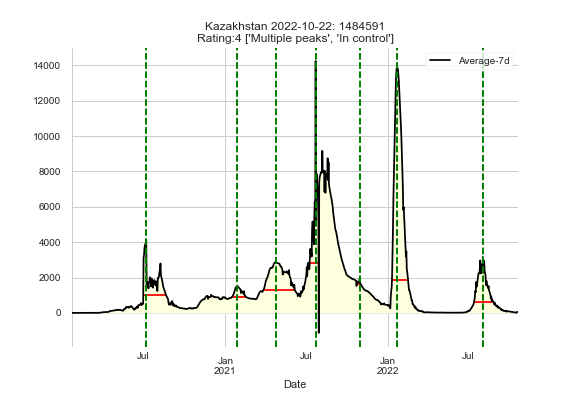 Kazakhstan 2022-10-22: 1484591
Rating:4 ['Multiple peaks', 'In control']
Average-7d
14000
12000
10000
8000
6000
4000
2000
0
Jul
Jan
2021
Jul
Jan
2022
Jul
Date